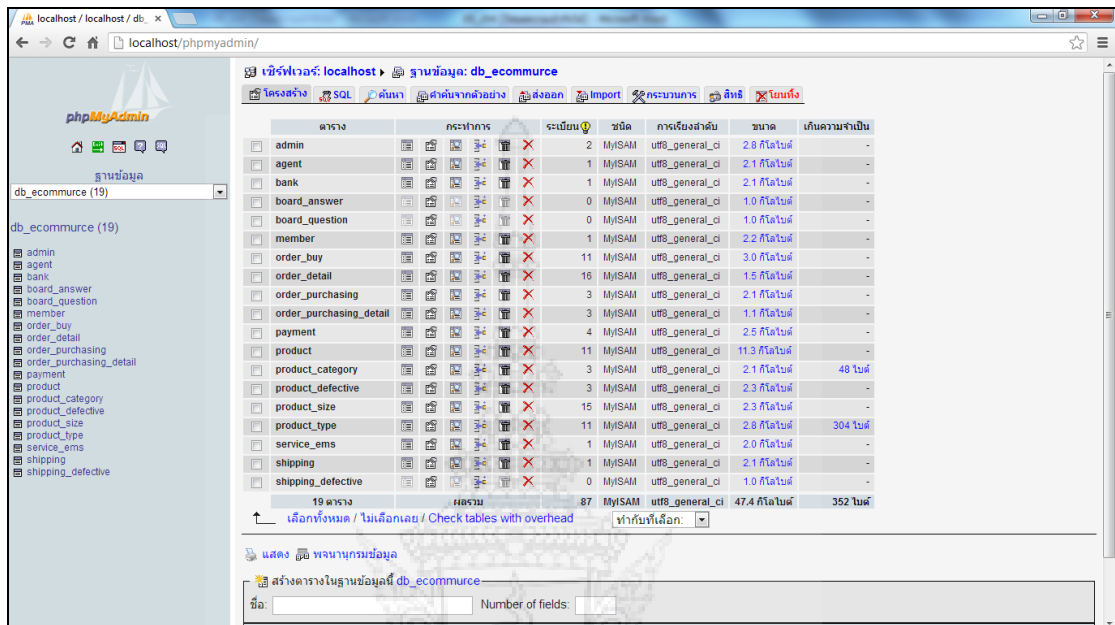 localhost / localhost / db_
localhost/phpmyadmin/
phpMyAdmin
ฐานข้อมูล
db_ecommurce (19)
db_ecommurce (19)
admin
agent
bank
board_answer
board_question
member
order_buy
order_detail
order_purchasing
order_purchasing_detail
payment
product
product_category
product_defective
product_size
product_type
service_ems
shipping
shipping_defective
เซิร์ฟเวอร์: localhost ▸ ฐานข้อมูล: db_ecommurce
โครงสร้าง SQL ค้นหา คำค้นจากตัวอย่าง ส่งออก Import กระบวนการ สิทธิ โยนทิ้ง
ตาราง กระทำการ ระเบียน ชนิด การเรียงลำดับ ขนาด เกินความจำเป็น
admin 2 MyISAM utf8_general_ci 2.8 กิโลไบต์ -
agent 1 MyISAM utf8_general_ci 2.1 กิโลไบต์ -
bank 1 MyISAM utf8_general_ci 2.1 กิโลไบต์ -
board_answer 0 MyISAM utf8_general_ci 1.0 กิโลไบต์ -
board_question 0 MyISAM utf8_general_ci 1.0 กิโลไบต์ -
member 1 MyISAM utf8_general_ci 2.2 กิโลไบต์ -
order_buy 11 MyISAM utf8_general_ci 3.0 กิโลไบต์ -
order_detail 16 MyISAM utf8_general_ci 1.5 กิโลไบต์ -
order_purchasing 3 MyISAM utf8_general_ci 2.1 กิโลไบต์ -
order_purchasing_detail 3 MyISAM utf8_general_ci 1.1 กิโลไบต์ -
payment 4 MyISAM utf8_general_ci 2.5 กิโลไบต์ -
product 11 MyISAM utf8_general_ci 11.3 กิโลไบต์ -
product_category 3 MyISAM utf8_general_ci 2.1 กิโลไบต์ 48 ไบต์
product_defective 3 MyISAM utf8_general_ci 2.3 กิโลไบต์ -
product_size 15 MyISAM utf8_general_ci 2.3 กิโลไบต์ -
product_type 11 MyISAM utf8_general_ci 2.8 กิโลไบต์ 304 ไบต์
service_ems 1 MyISAM utf8_general_ci 2.0 กิโลไบต์ -
shipping 1 MyISAM utf8_general_ci 2.1 กิโลไบต์ -
shipping_defective 0 MyISAM utf8_general_ci 1.0 กิโลไบต์ -
19 ตาราง ผลรวม 87 MyISAM utf8_general_ci 47.4 กิโลไบต์ 352 ไบต์
เลือกทั้งหมด / ไม่เลือกเลย / Check tables with overhead ทำกับที่เลือก:
แสดง พจนานุกรมข้อมูล
สร้างตารางในฐานข้อมูลนี้ db_ecommurce
ชื่อ: Number of fields: